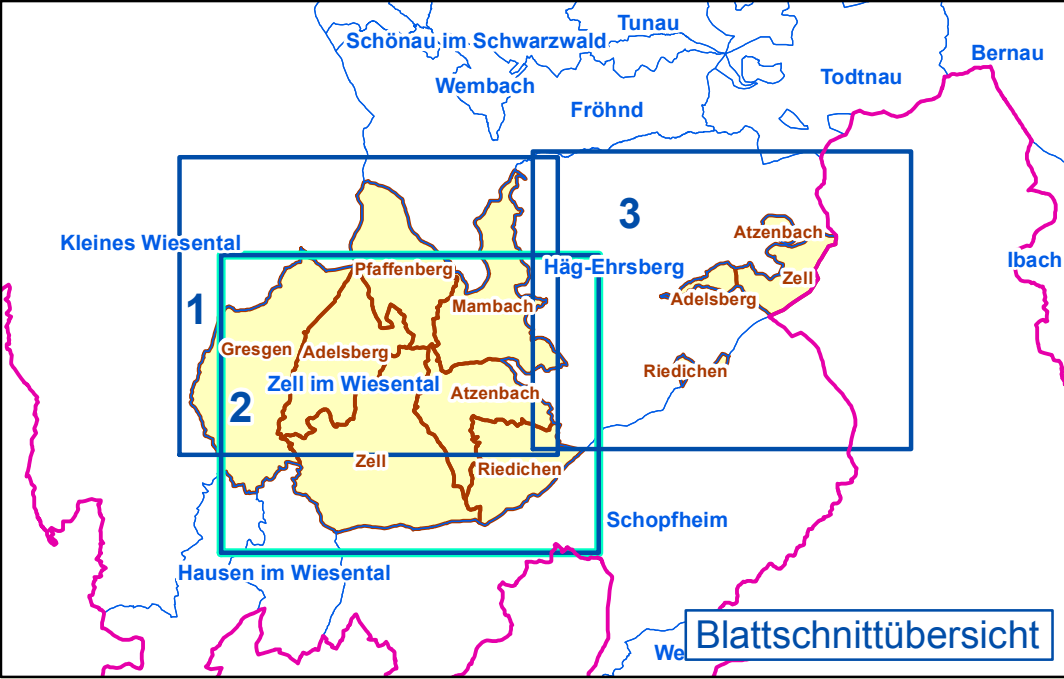 Tunau
Schönau im Schwarzwald
Bernau
Wembach
Todtnau
Fröhnd
3
Atzenbach
Kleines Wiesental
Ibach
Pfaffenberg
Häg-Ehrsberg
Zell
Adelsberg
Mambach
1
Gresgen
Adelsberg
Riedichen
Zell im Wiesental
Atzenbach
2
Zell
Riedichen
Schopfheim
Hausen im Wiesental
Blattschnittübersicht